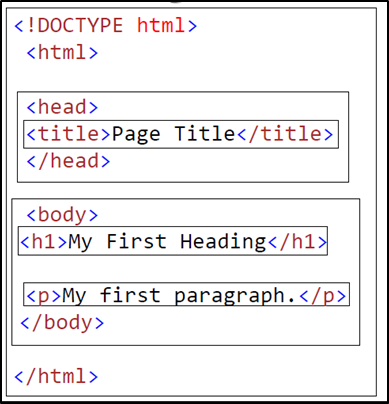 <!DOCTYPE html>
<html>
<head>
<title>Page Title</title>
</head>
<body>
<h1>My First Heading</h1>
<p>My first paragraph.</p>
</body>
</html>